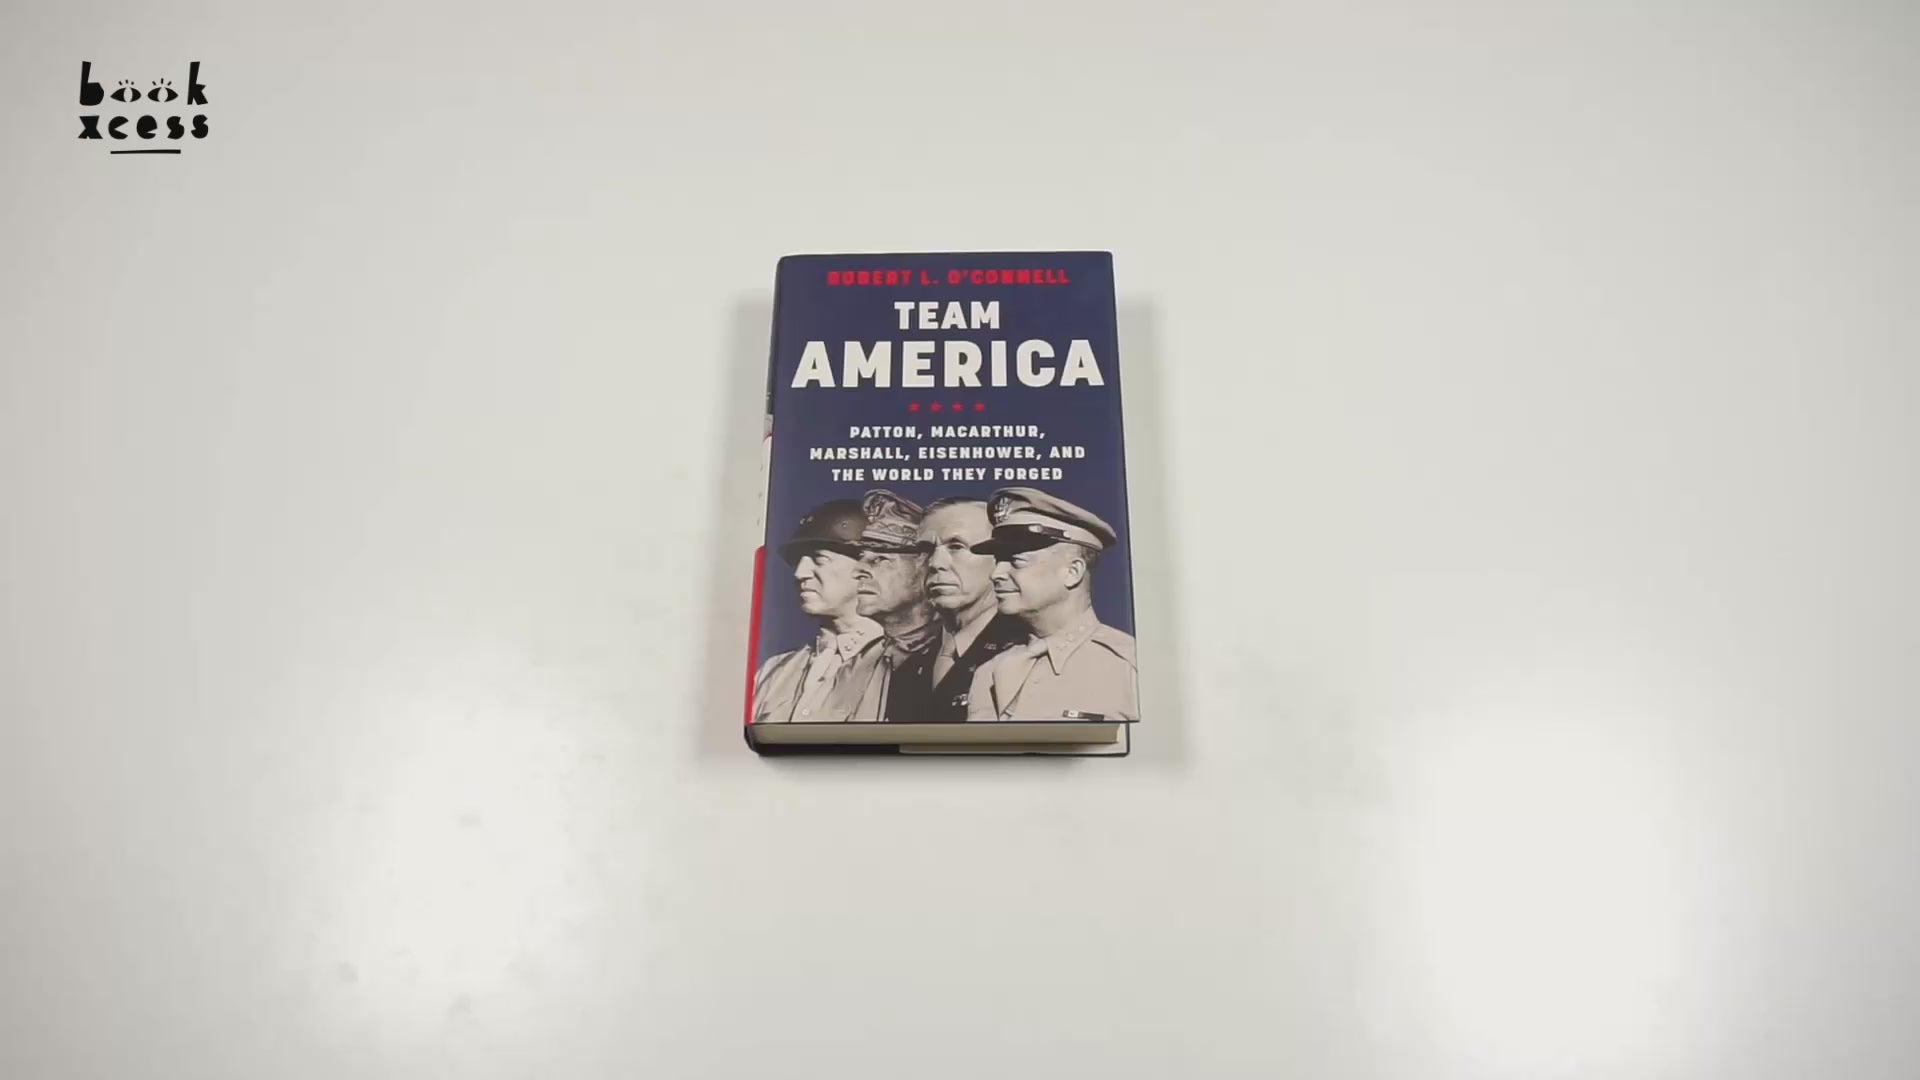 book
xcess
ROBERT L. O'CONNELL
TEAM
AMERICA
PATTON, MACARTHUR,
MARSHALL, EISENHOWER, AND
THE WORLD THEY FORGED